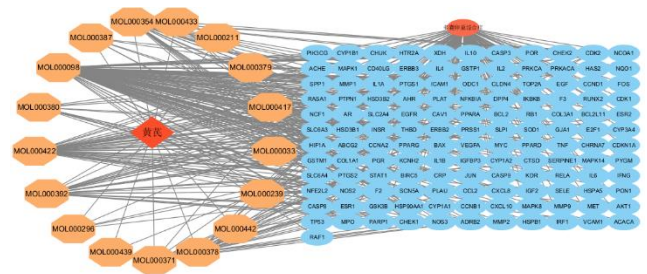 MOL000354
MOL000433
MOL000387
MOL000211
MOL000098
MOL000379
MOL000380
MOL000417
黄芪
MOL000422
MOL000033
MOL000392
MOL000239
MOL000296
MOL000442
MOL000439
MOL000371
MOL000378
PIK3CG CYP1B1 CHUK HTR2A XDH IL10 CASP3 POR CHEK2 CDK2 NCOA1
ACHE MAPK1 CD40LG ERBB3 IL4 GSTP1 IL2 PRKCA PRKACA HAS2 NQO1
SPP1 MMP1 IL1A PTGS1 ICAM1 ODC1 CLDN4 TOP2A EGF CCND1 FOS
RASA1 PTPN1 HSD3B2 AHR PLAT NFKBIA DPP4 IKBKB F3 RUNX2 CDK1
NCF1 AR SLC2A4 EGFR CAV1 PPARA BCL2 RB1 COL3A1 BCL2L1 ESR2
SLC6A3 HSD3B1 INSR THBD ERBB2 PRSS1 SLPI SOD1 GJA1 E2F1 CYP3A4
HIF1A ABCG2 CCNA2 PPARG BAX VEGFA MYC PPARD TNF CHRNA7 CDKN1A
GSTM1 COL1A1 PGR KCNH2 IL1B IGFBP3 CYP1A2 CTSD SERPINE1 MAPK14 PYGM
SLC6A4 PTGS2 STAT1 BIRC5 CRP JUN CASP8 KDR RELA IL6 IFNG
NFE2L2 NOS2 F2 SCN5A PLAU CCL2 CXCL8 IGF2 SELE HSPA5 PON1
CASP9 ESR1 GSK3B HSP90AA1 CYP1A1 CCNB1 CXCL10 MAPK8 MMP9 MET AKT1
TP53 MPO PARP1 CHEK1 NOS3 ADRB2 MMP2 HSPB1 IRF1 VCAM1 ACACA
RAF1